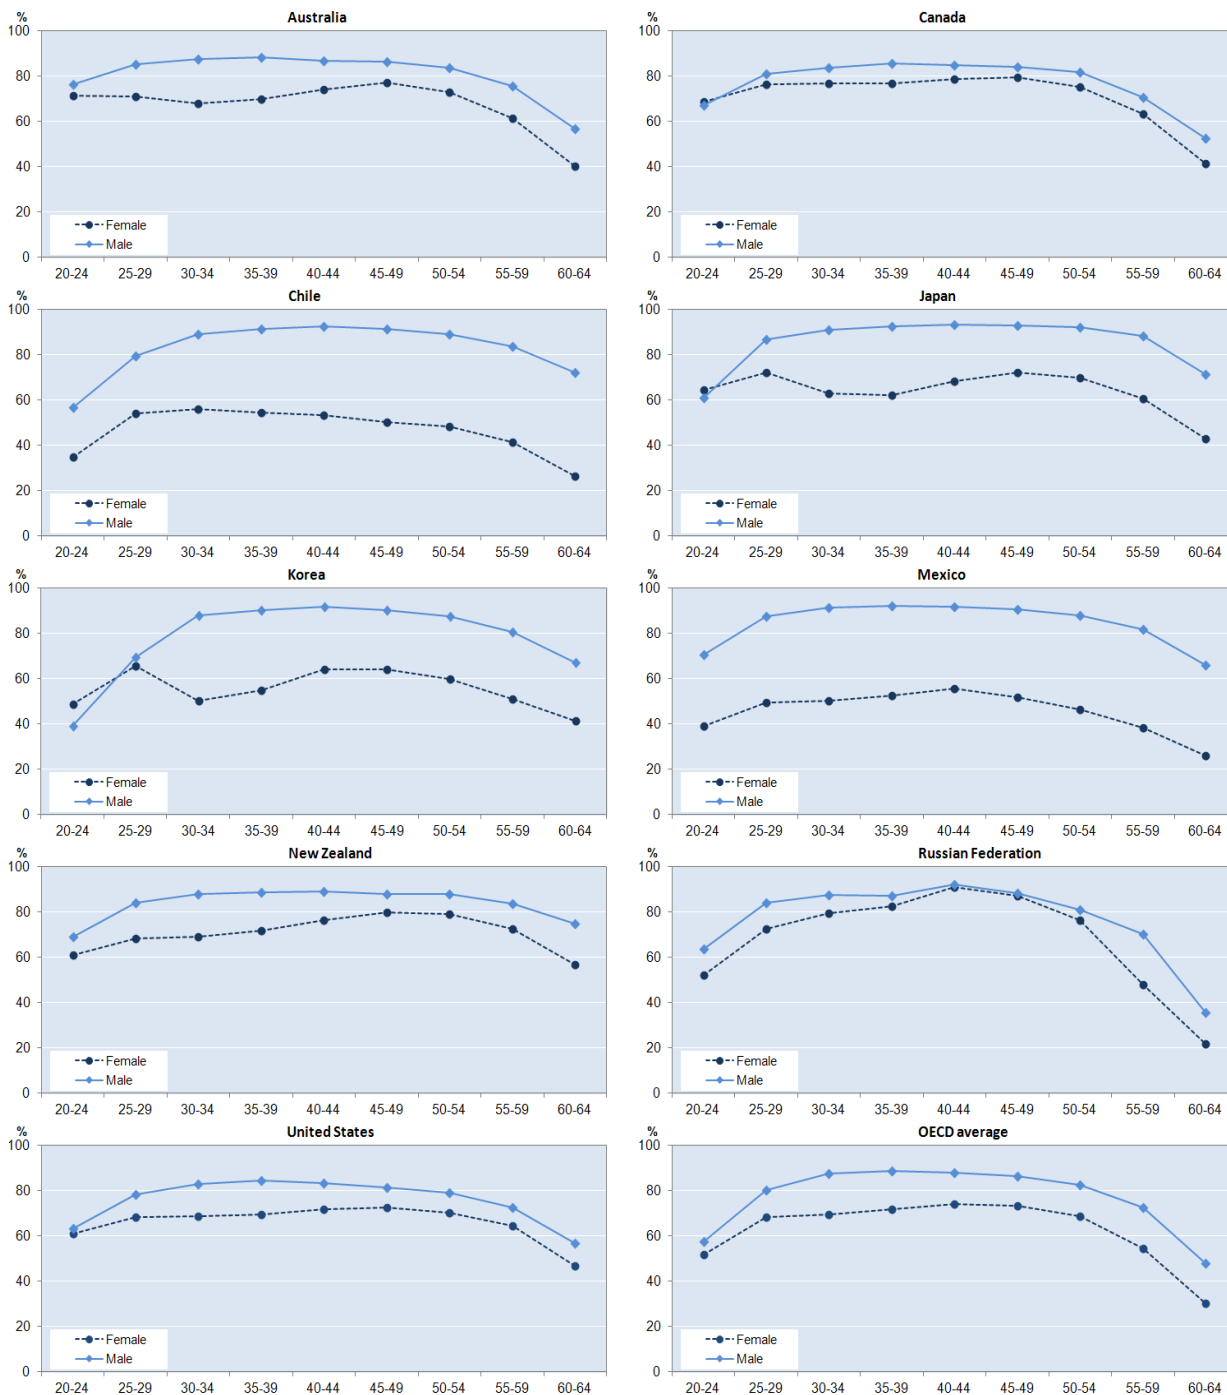 % Australia
100
80
60
40
20
0
Female
Male
20-24 25-29 30-34 35-39 40-44 45-49 50-54 55-59 60-64
% Canada
100
80
60
40
20
0
Female
Male
20-24 25-29 30-34 35-39 40-44 45-49 50-54 55-59 60-64
% Chile
100
80
60
40
20
0
Female
Male
20-24 25-29 30-34 35-39 40-44 45-49 50-54 55-59 60-64
% Japan
100
80
60
40
20
0
Female
Male
20-24 25-29 30-34 35-39 40-44 45-49 50-54 55-59 60-64
% Korea
100
80
60
40
20
0
Female
Male
20-24 25-29 30-34 35-39 40-44 45-49 50-54 55-59 60-64
% Mexico
100
80
60
40
20
0
Female
Male
20-24 25-29 30-34 35-39 40-44 45-49 50-54 55-59 60-64
% New Zealand
100
80
60
40
20
0
Female
Male
20-24 25-29 30-34 35-39 40-44 45-49 50-54 55-59 60-64
% Russian Federation
100
80
60
40
20
0
Female
Male
20-24 25-29 30-34 35-39 40-44 45-49 50-54 55-59 60-64
% United States
100
80
60
40
20
0
Female
Male
20-24 25-29 30-34 35-39 40-44 45-49 50-54 55-59 60-64
% OECD average
100
80
60
40
20
0
Female
Male
20-24 25-29 30-34 35-39 40-44 45-49 50-54 55-59 60-64